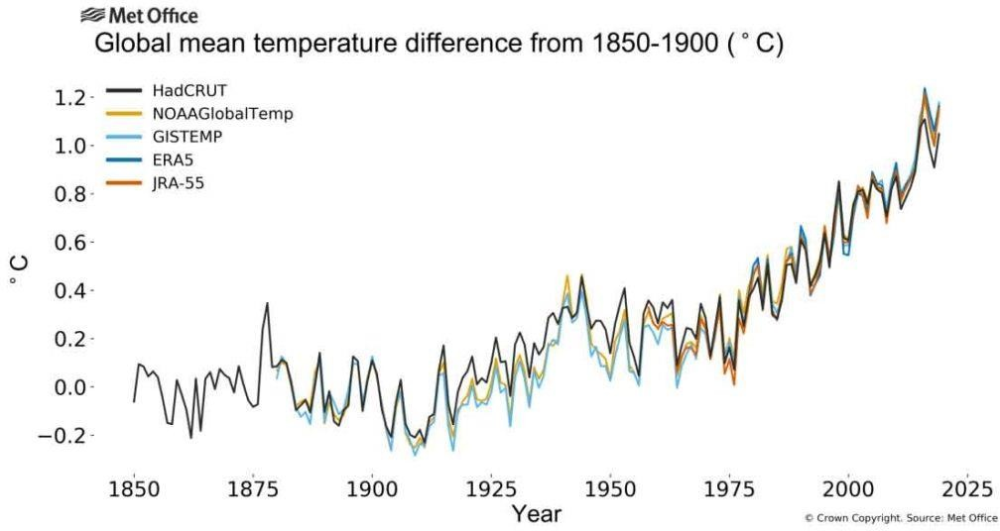 Met Office
Global mean temperature difference from 1850-1900 ( ° C)
HadCRUT
NOAAGlobalTemp
GISTEMP
ERA5
JRA-55
1.2
1.0
0.8
0.6
0.4
0.2
0.0
−0.2
° C
1850 1875 1900 1925 1950 1975 2000 2025
Year
© Crown Copyright. Source: Met Office